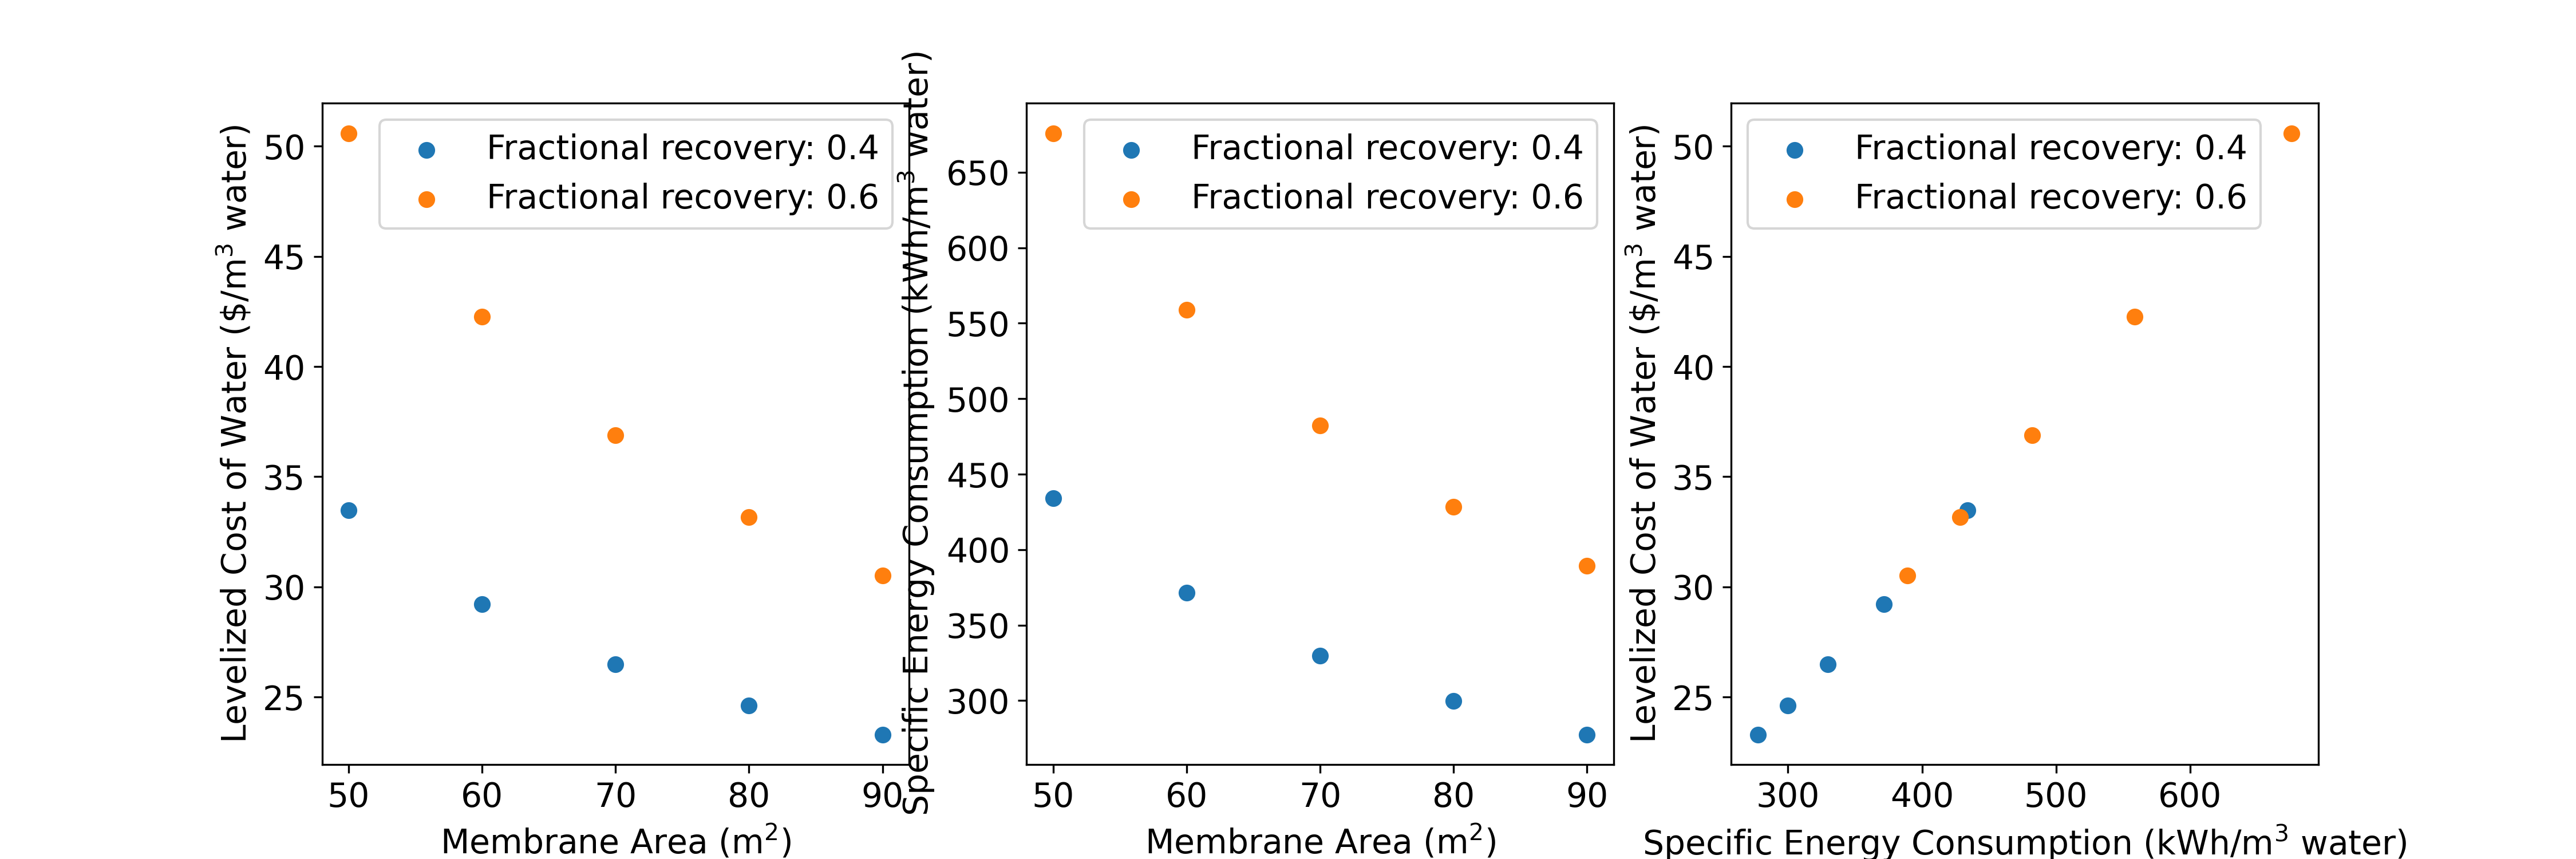 Levelized Cost of Water ($/m³ water)
50
45
40
35
30
25
Fractional recovery: 0.4
Fractional recovery: 0.6
50 60 70 80 90
Membrane Area (m²)
Specific Energy Consumption (kWh/m³ water)
650
600
550
500
450
400
350
300
Fractional recovery: 0.4
Fractional recovery: 0.6
50 60 70 80 90
Membrane Area (m²)
Levelized Cost of Water ($/m³ water)
50
45
40
35
30
25
Fractional recovery: 0.4
Fractional recovery: 0.6
300 400 500 600
Specific Energy Consumption (kWh/m³ water)